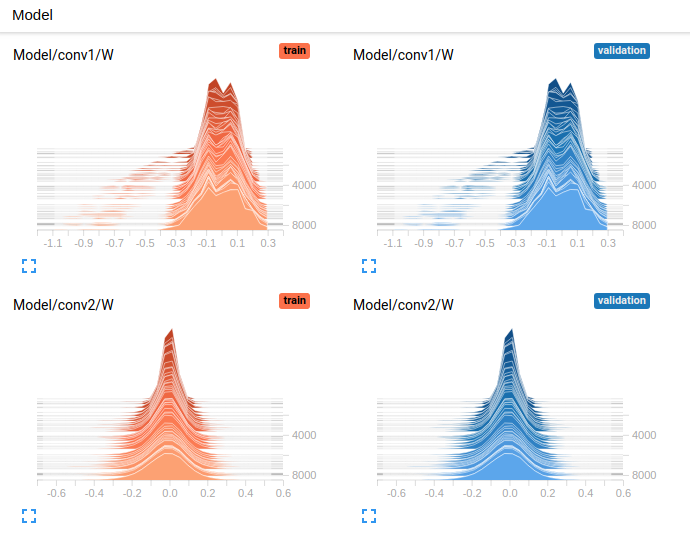 Model
Model/conv1/W train
Model/conv1/W validation
4000
8000
-1.1 -0.9 -0.7 -0.5 -0.3 -0.1 0.1 0.3
4000
8000
-1.1 -0.9 -0.7 -0.5 -0.3 -0.1 0.1 0.3
Model/conv2/W train
Model/conv2/W validation
4000
8000
-0.6 -0.4 -0.2 0.0 0.2 0.4 0.6
4000
8000
-0.6 -0.4 -0.2 0.0 0.2 0.4 0.6